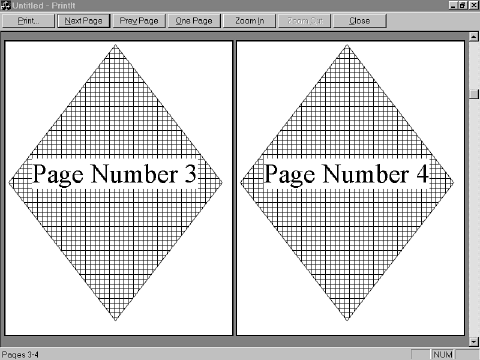 Untitled - PrintIt
Print... Next Page Prev Page One Page Zoom In Zoom Out Close
Page Number 3 Page Number 4
Pages 3-4 NUM